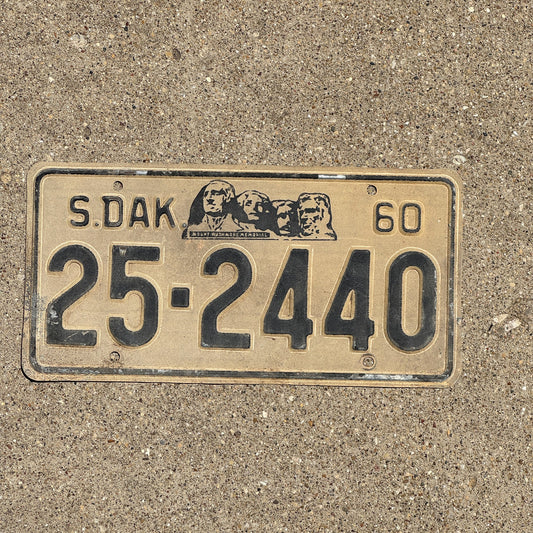 S.DAK. 60
MOUNT RUSHMORE MEMORIAL
25-2440